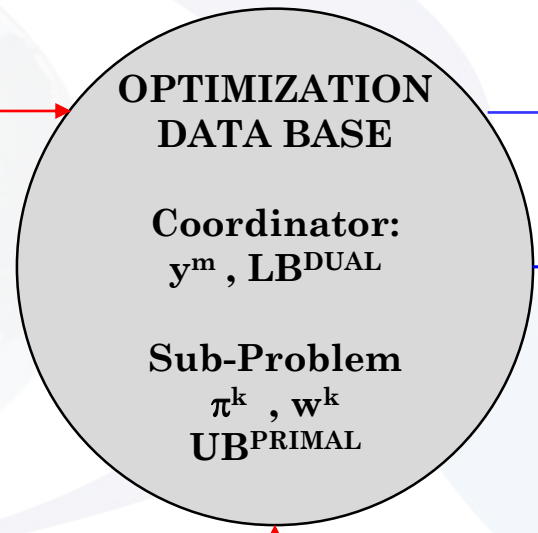 OPTIMIZATION
DATA BASE
Coordinator:
yᵐ , LBᴰᵁᴬᴸ
Sub-Problem
πᵏ , wᵏ
UBᴾᴿᴵᴹᴬᴸ